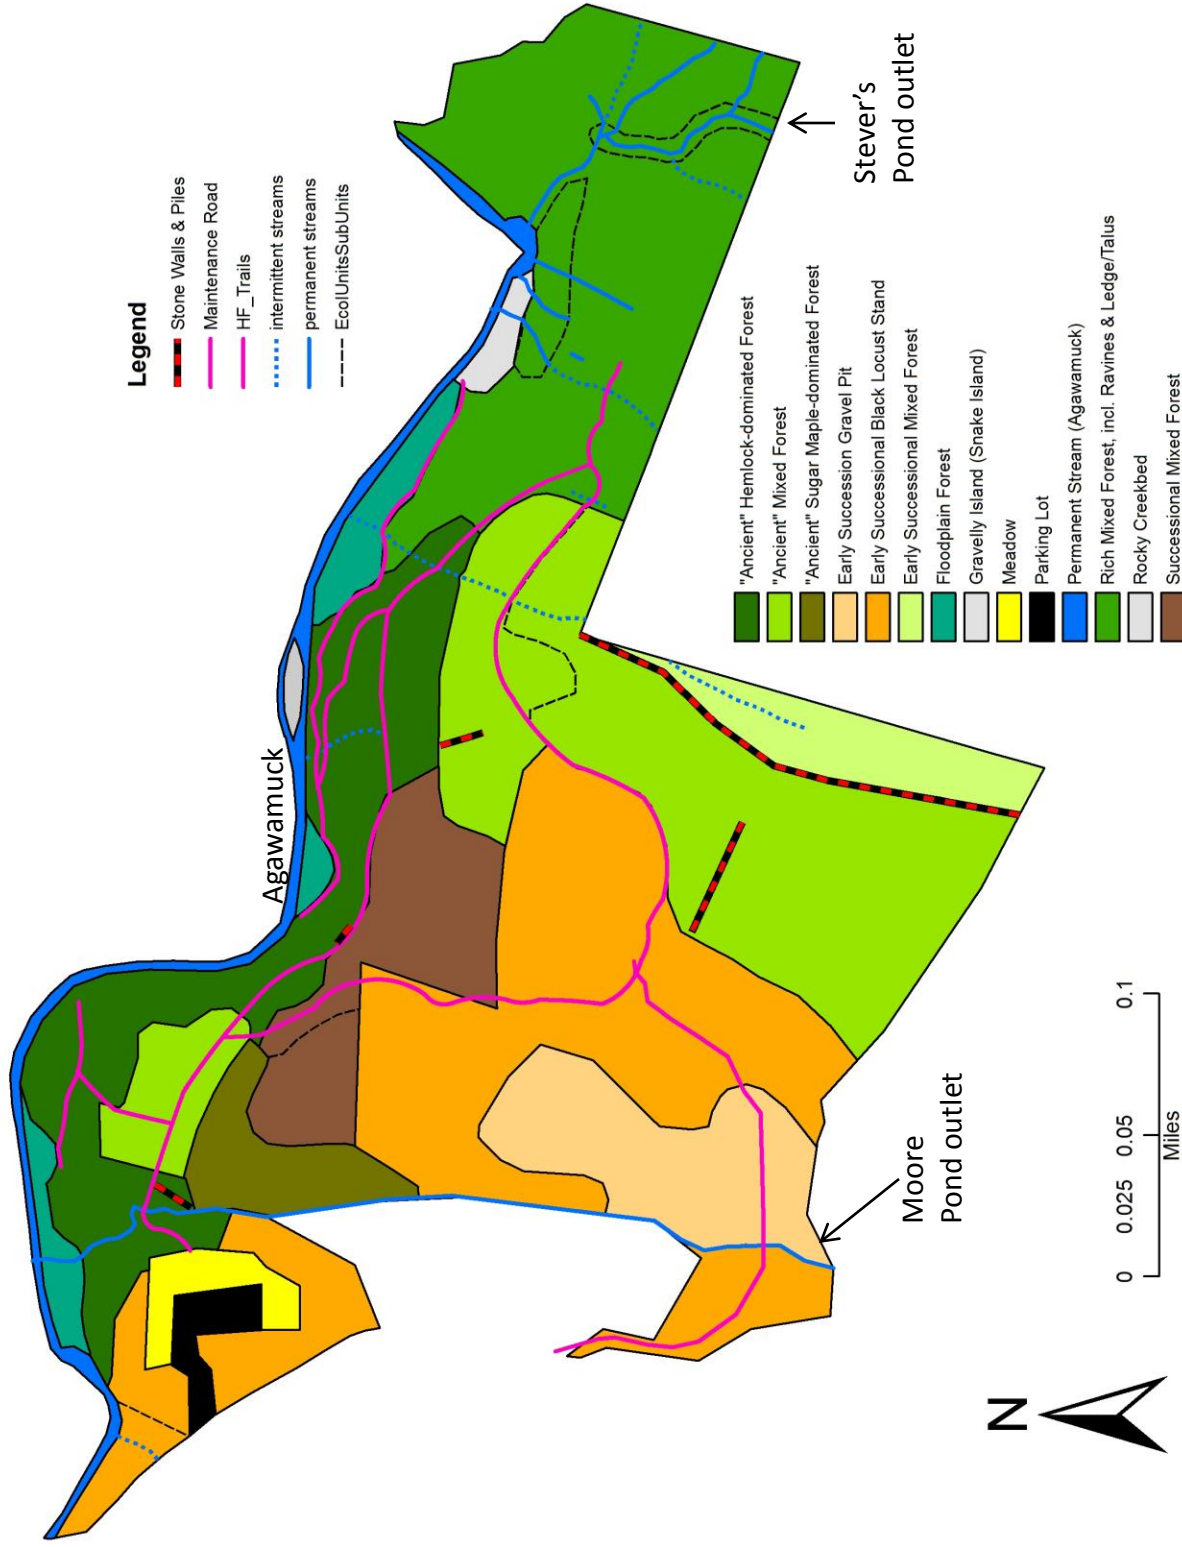 Legend
Stone Walls & Piles
Maintenance Road
HF_Trails
intermittent streams
permanent streams
EcolUnitsSubUnits
Agawamuck
Stever's
Pond outlet
"Ancient" Hemlock-dominated Forest
"Ancient" Mixed Forest
"Ancient" Sugar Maple-dominated Forest
Early Succession Gravel Pit
Early Successional Black Locust Stand
Early Successional Mixed Forest
Floodplain Forest
Gravelly Island (Snake Island)
Meadow
Parking Lot
Permanent Stream (Agawamuck)
Rich Mixed Forest, incl. Ravines & Ledge/Talus
Rocky Creekbed
Successional Mixed Forest
Moore
Pond outlet
0 0.025 0.05 0.1
Miles
N